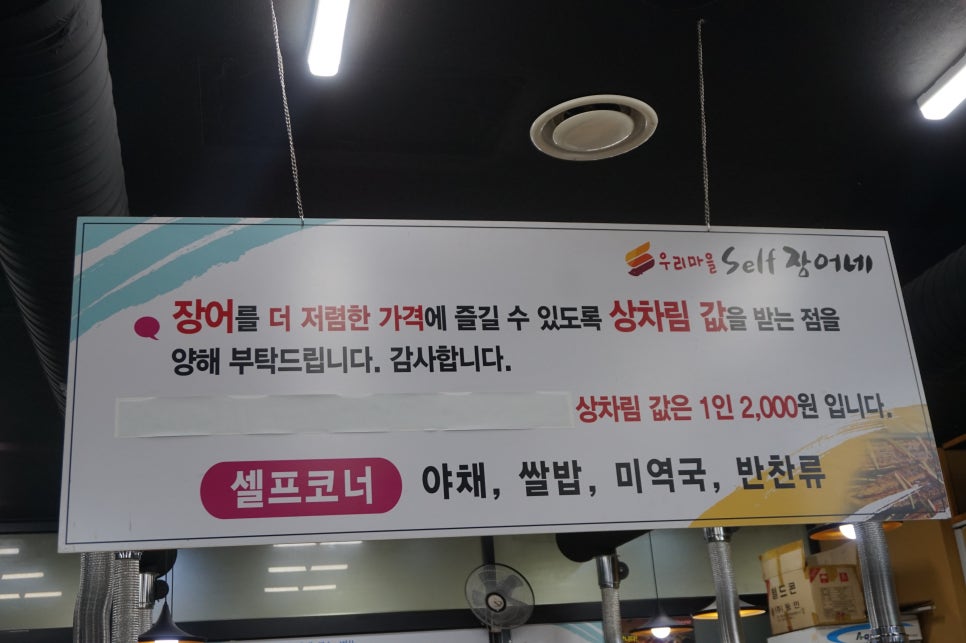 우리마을 Self 장어네
장어를 더 저렴한 가격에 즐길 수 있도록 상차림 값을 받는 점을
양해 부탁드립니다. 감사합니다.
상차림 값은 1인 2,000원 입니다.
셀프코너 야채, 쌀밥, 미역국, 반찬류